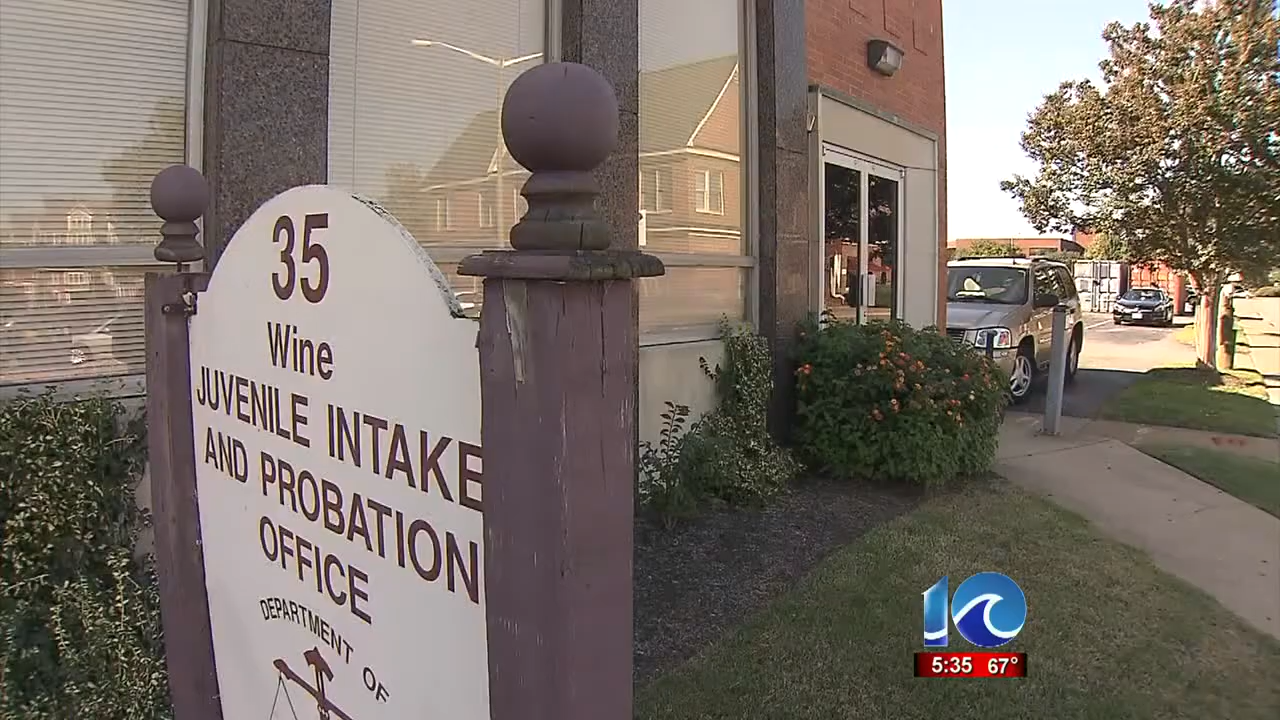 35
Wine
JUVENILE INTAKE
AND PROBATION
OFFICE
DEPARTMENT OF
10
5:35 67°